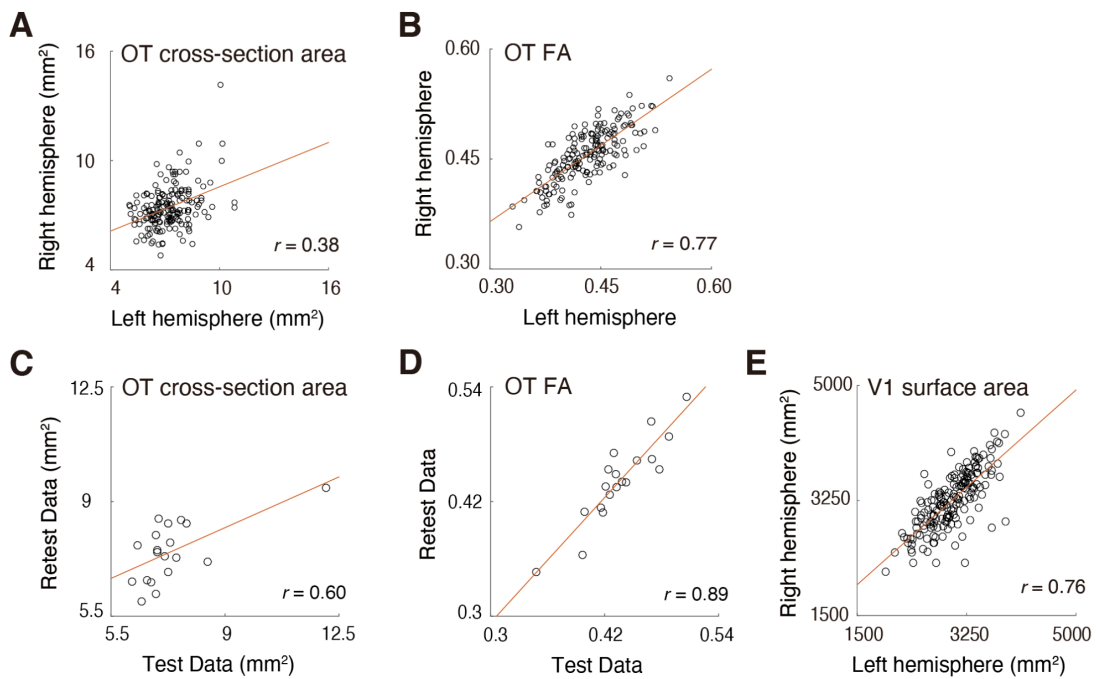 A
OT cross-section area
Right hemisphere (mm²)
16
10
4
r = 0.38
4 10 16
Left hemisphere (mm²)
B
OT FA
Right hemisphere
0.60
0.45
0.30
r = 0.77
0.30 0.45 0.60
Left hemisphere
C
OT cross-section area
Retest Data (mm²)
12.5
9
5.5
r = 0.60
5.5 9 12.5
Test Data (mm²)
D
OT FA
Retest Data
0.54
0.42
0.3
r = 0.89
0.3 0.42 0.54
Test Data
E
V1 surface area
Right hemisphere (mm²)
5000
3250
1500
r = 0.76
1500 3250 5000
Left hemisphere (mm²)